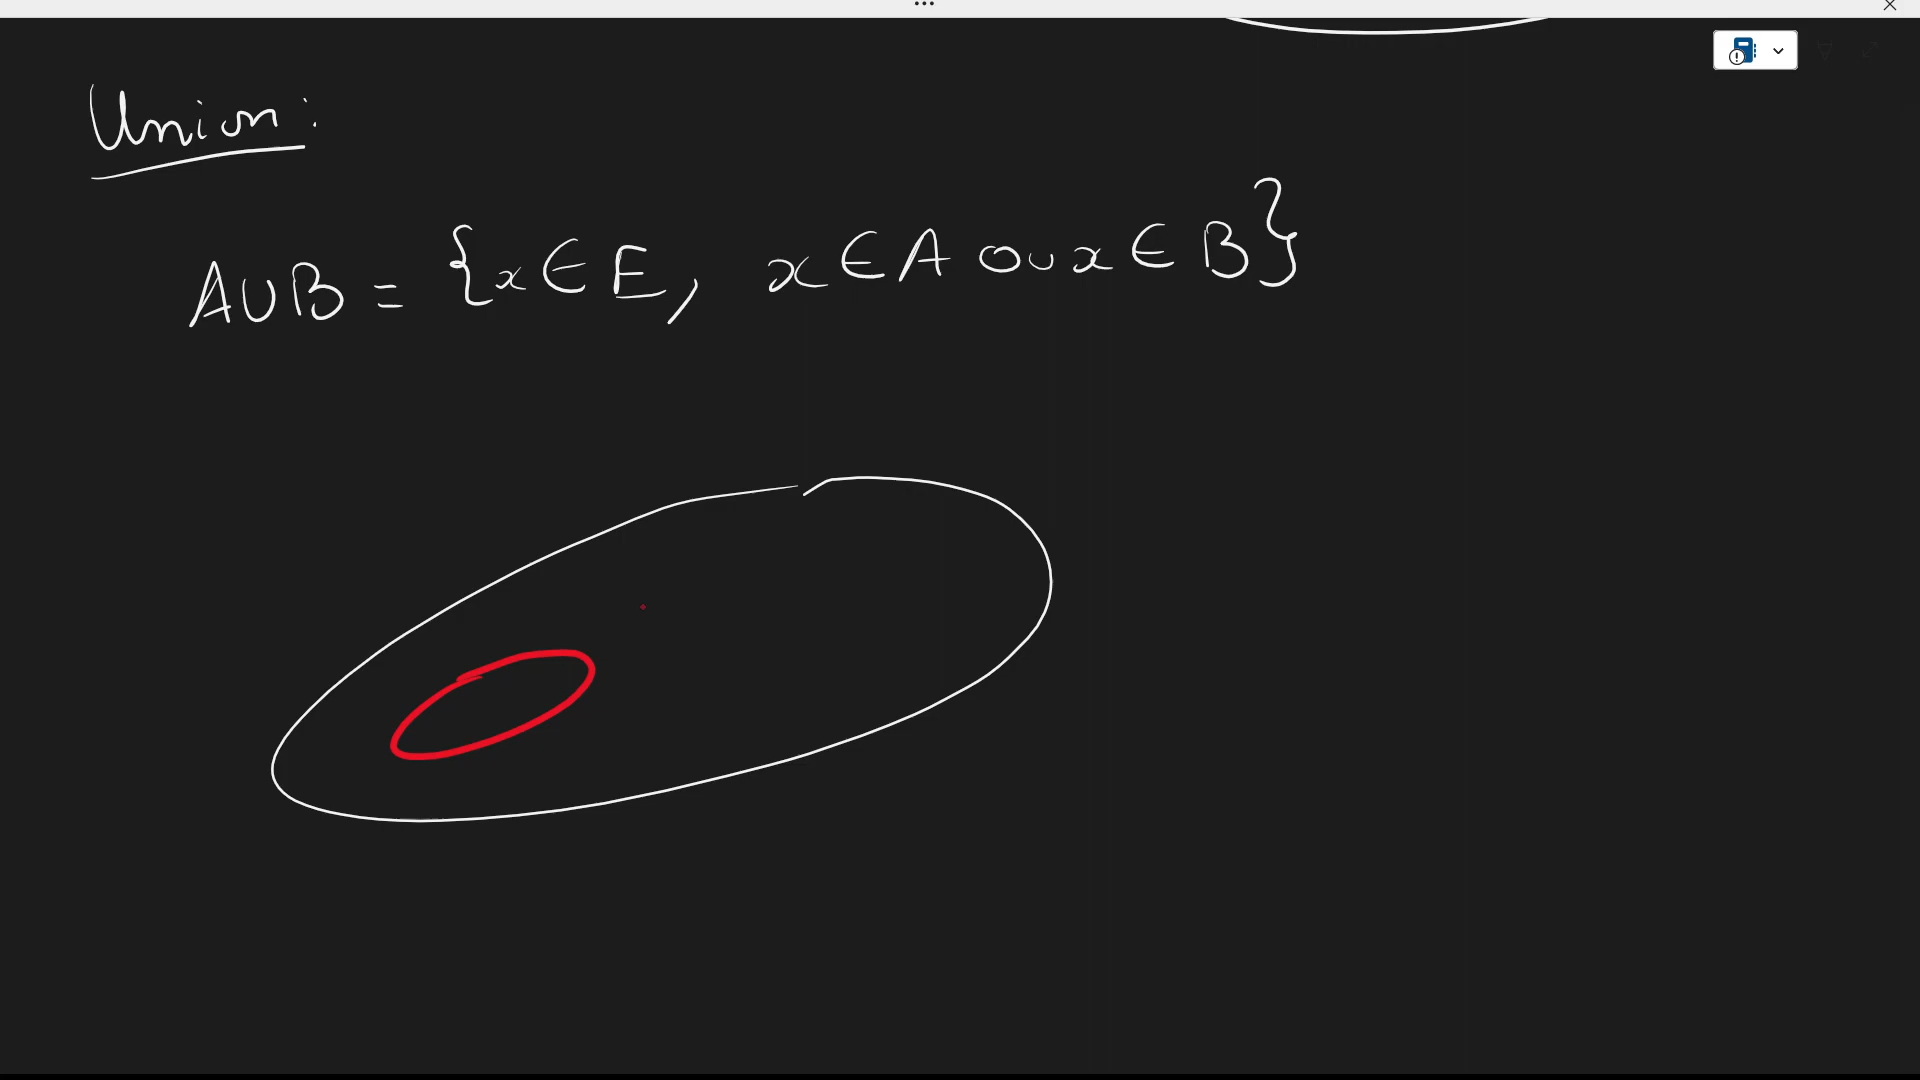 Union :
A∪B = {x∈E, x∈A ou x∈B}